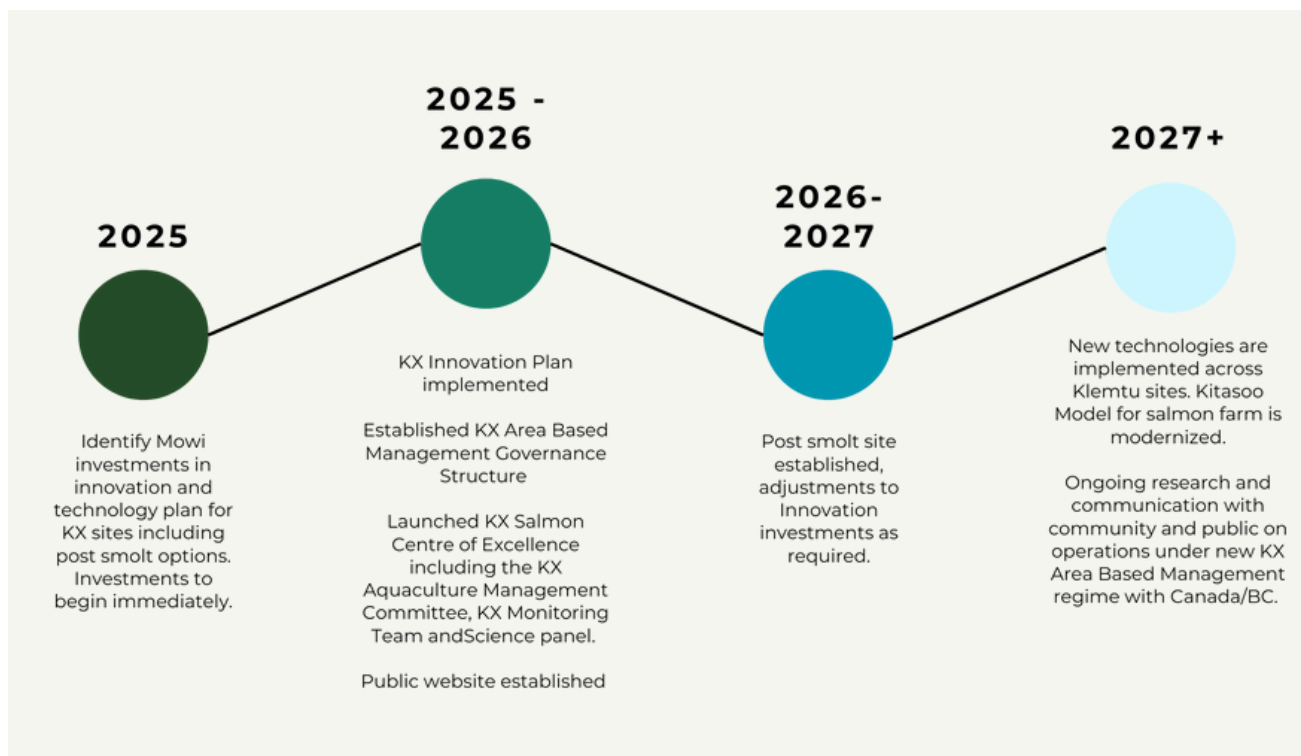 2025
Identify Mowi
investments in
innovation and
technology plan for
KX sites including
post smolt options.
Investments to
begin immediately.
2025 -
2026
KX Innovation Plan
implemented
Established KX Area Based
Management Governance
Structure
Launched KX Salmon
Centre of Excellence
including the KX
Aquaculture Management
Committee, KX Monitoring
Team andScience panel.
Public website established
2026-
2027
Post smolt site
established,
adjustments to
Innovation
investments as
required.
2027+
New technologies are
implemented across
Klemtu sites. Kitasoo
Model for salmon farm is
modernized.
Ongoing research and
communication with
community and public on
operations under new KX
Area Based Management
regime with Canada/BC.